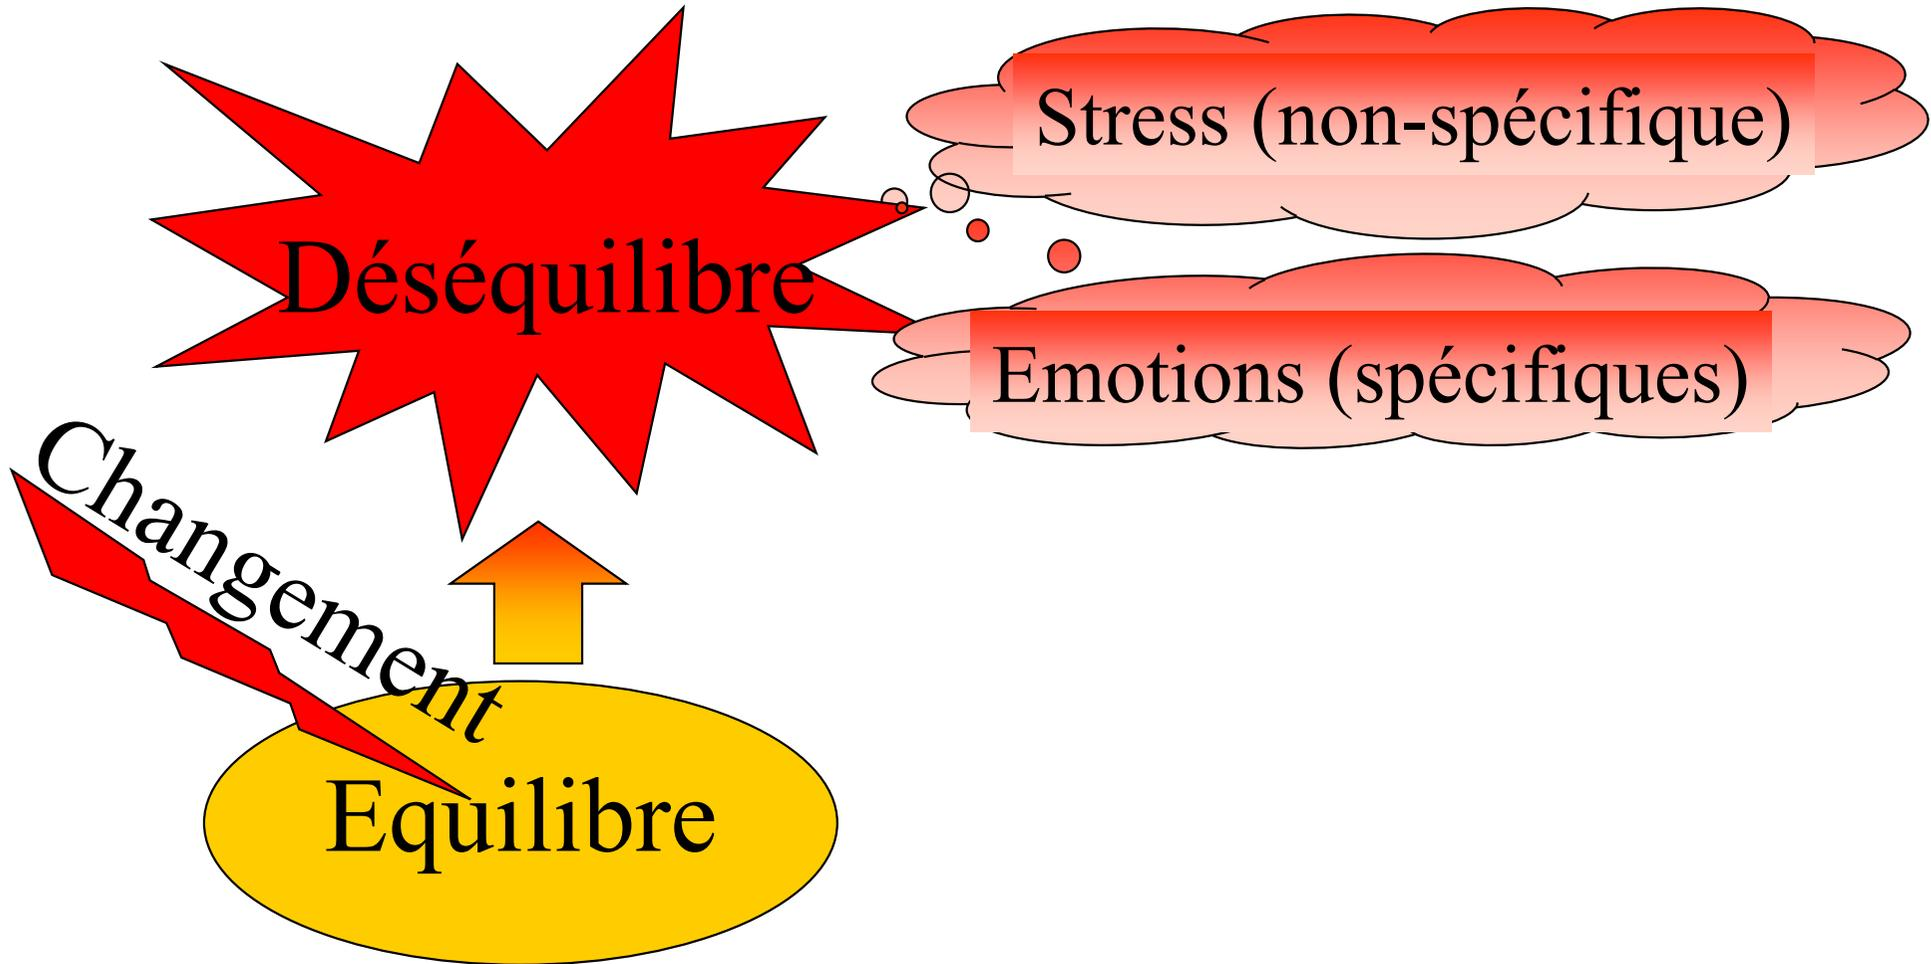 Stress (non-spécifique)
Déséquilibre
Emotions (spécifiques)
Changement
Equilibre